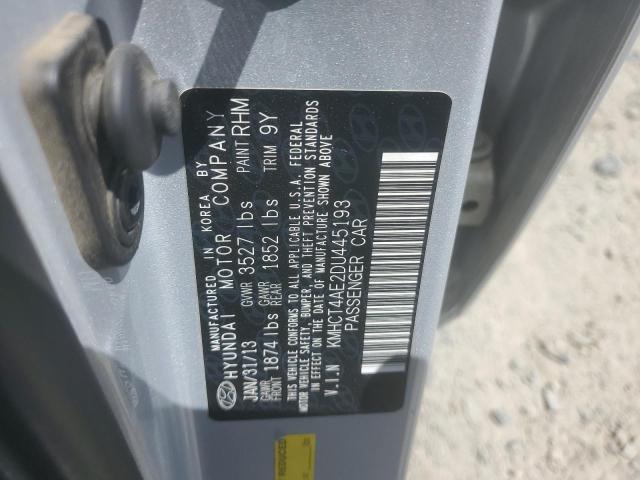 MANUFACTURED IN KOREA BY
HYUNDAI MOTOR COMPANY
JAN/31/13 GVWR 3527 lbs PAINT RHM
GAWR FRONT 1874 lbs GAWR REAR 1852 lbs TRIM 9Y
THIS VEHICLE CONFORMS TO ALL APPLICABLE U.S.A. FEDERAL
MOTOR VEHICLE SAFETY, BUMPER, AND THEFT PREVENTION STANDARDS
IN EFFECT ON THE DATE OF MANUFACTURE SHOWN ABOVE
V.I.N KMHCT4AE2DU445193
PASSENGER CAR
REDUCED